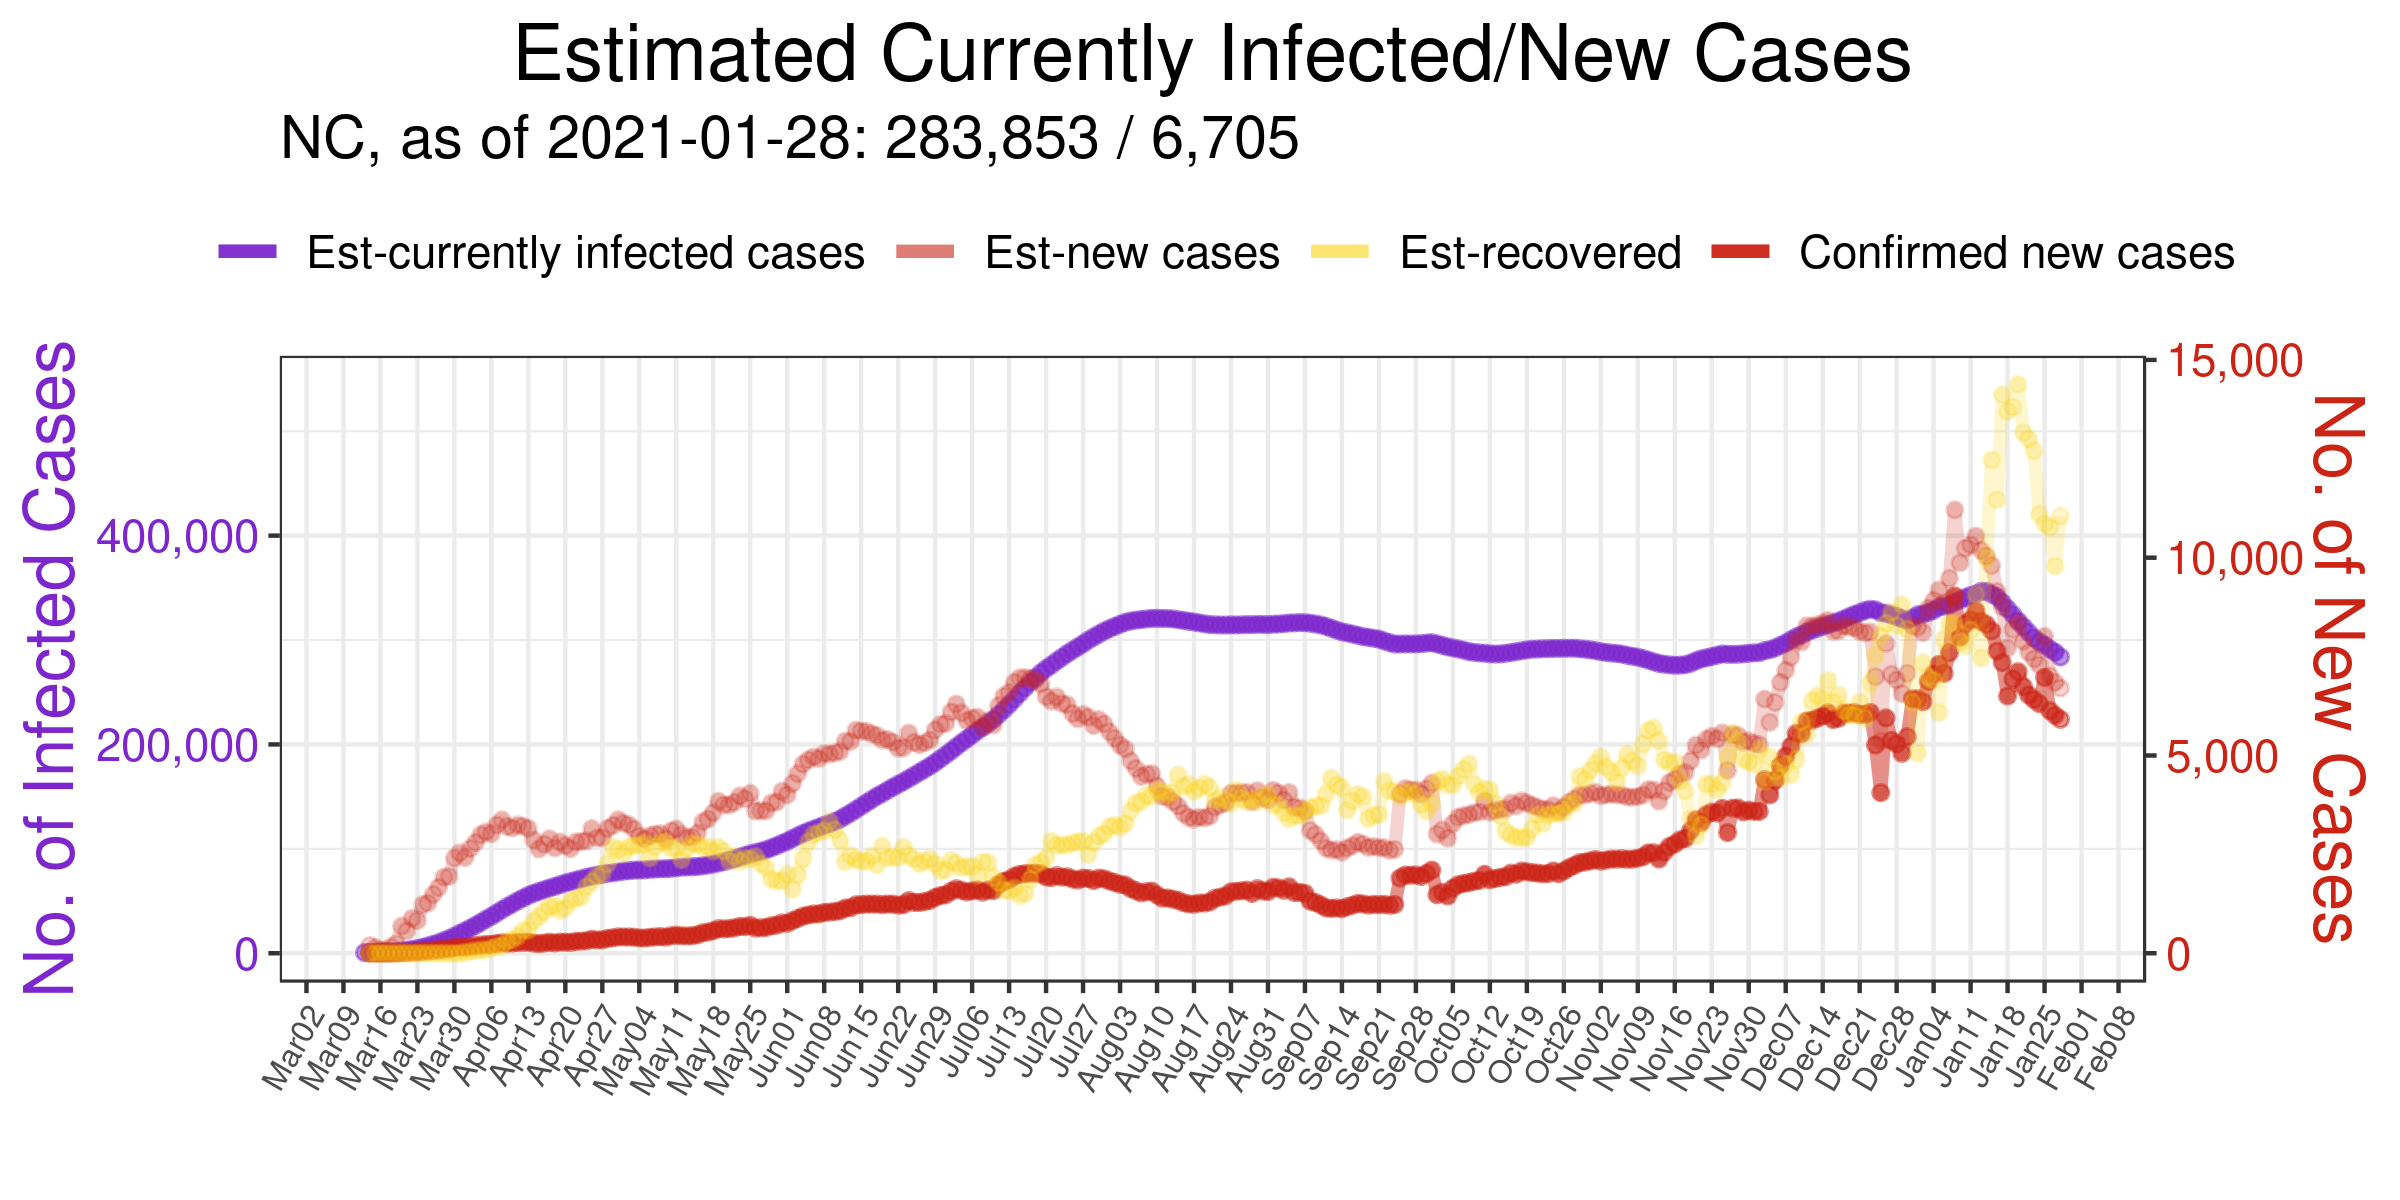 Estimated Currently Infected/New Cases
NC, as of 2021-01-28: 283,853 / 6,705
Est-currently infected cases Est-new cases Est-recovered Confirmed new cases
No. of Infected Cases
400,000
200,000
0
15,000
10,000
5,000
0
No. of New Cases
Mar02 Mar09 Mar16 Mar23 Mar30 Apr06 Apr13 Apr20 Apr27 May04 May11 May18 May25 Jun01 Jun08 Jun15 Jun22 Jun29 Jul06 Jul13 Jul20 Jul27 Aug03 Aug10 Aug17 Aug24 Aug31 Sep07 Sep14 Sep21 Sep28 Oct05 Oct12 Oct19 Oct26 Nov02 Nov09 Nov16 Nov23 Nov30 Dec07 Dec14 Dec21 Dec28 Jan04 Jan11 Jan18 Jan25 Feb01 Feb08